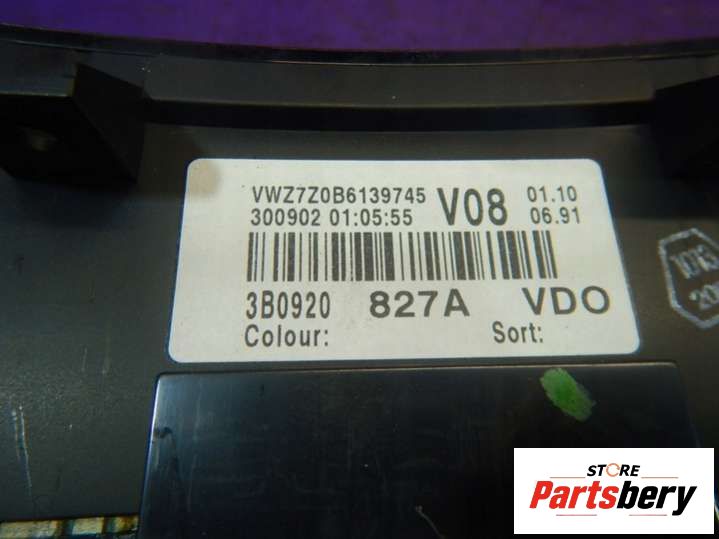 VWZ7Z0B6139745
300902 01:05:55
V08
01.10
06.91
3B0920 827A VDO
Colour: Sort:
STORE
Partsbery